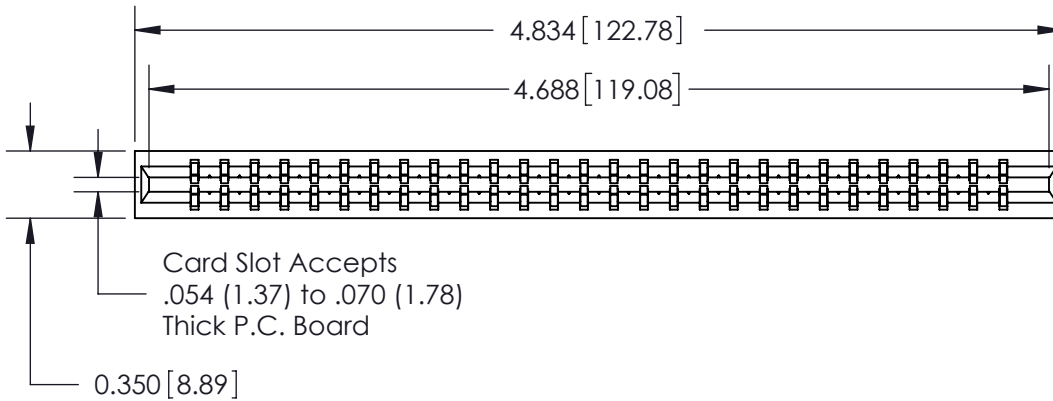 4.834[122.78]
4.688[119.08]
Card Slot Accepts
.054 (1.37) to .070 (1.78)
Thick P.C. Board
0.350[8.89]